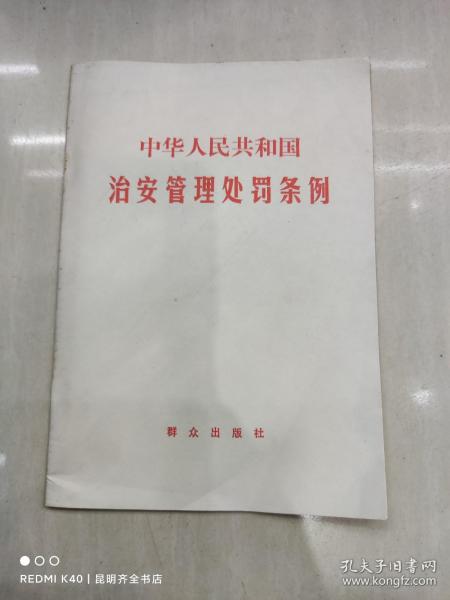 中华人民共和国
治安管理处罚条例
群众出版社
REDMI K40 | 昆明齐全书店
孔夫子旧书网
www.kongfz.com